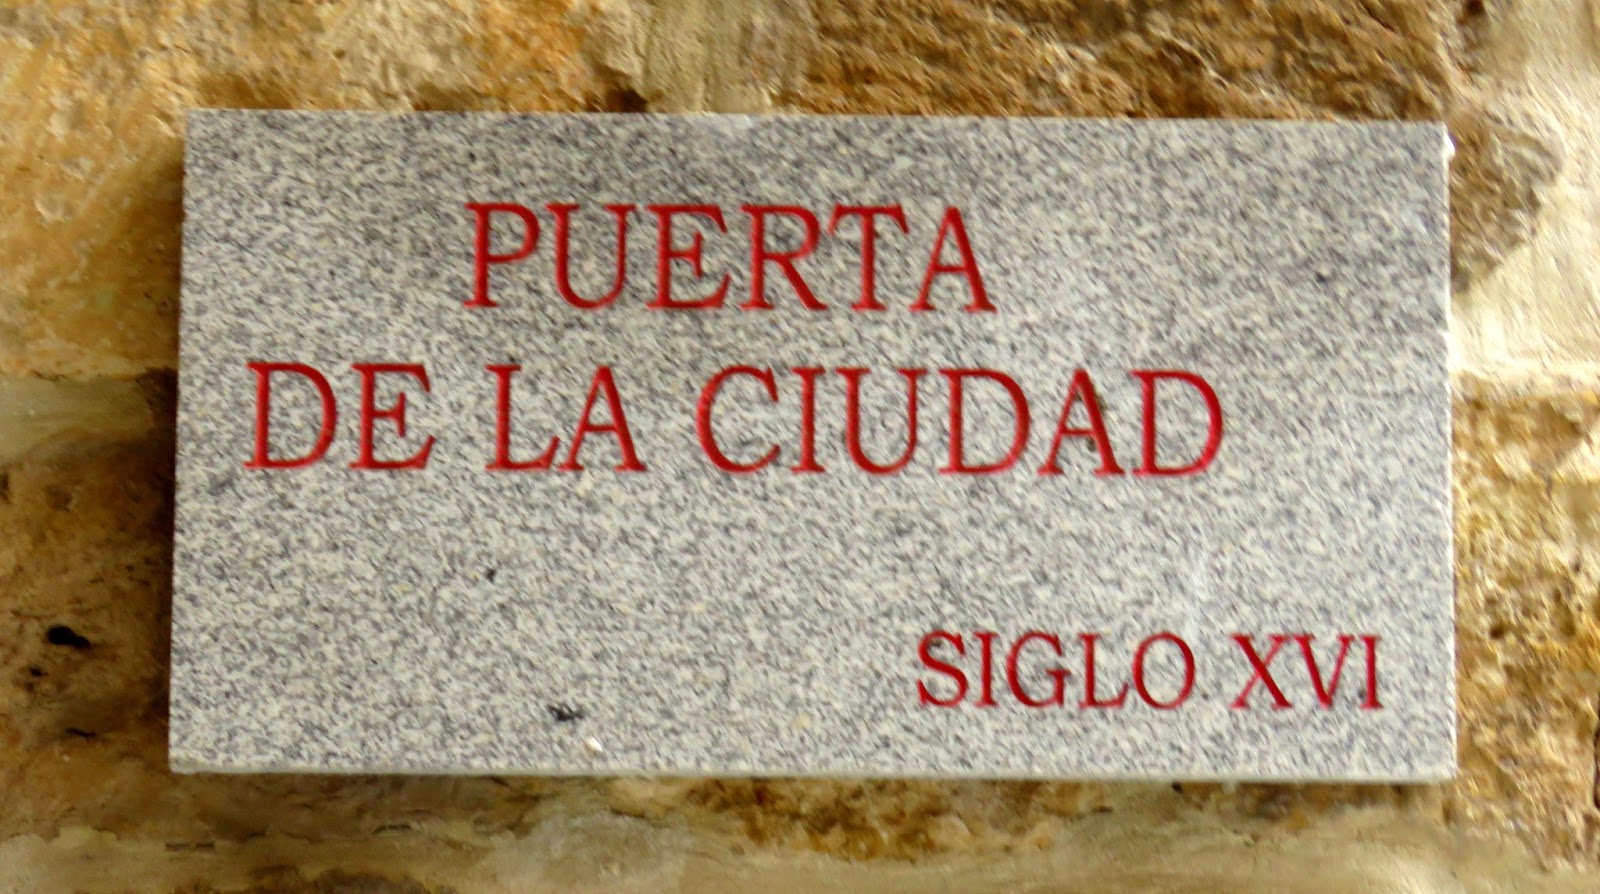 PUERTA
DE LA CIUDAD
SIGLO XVI